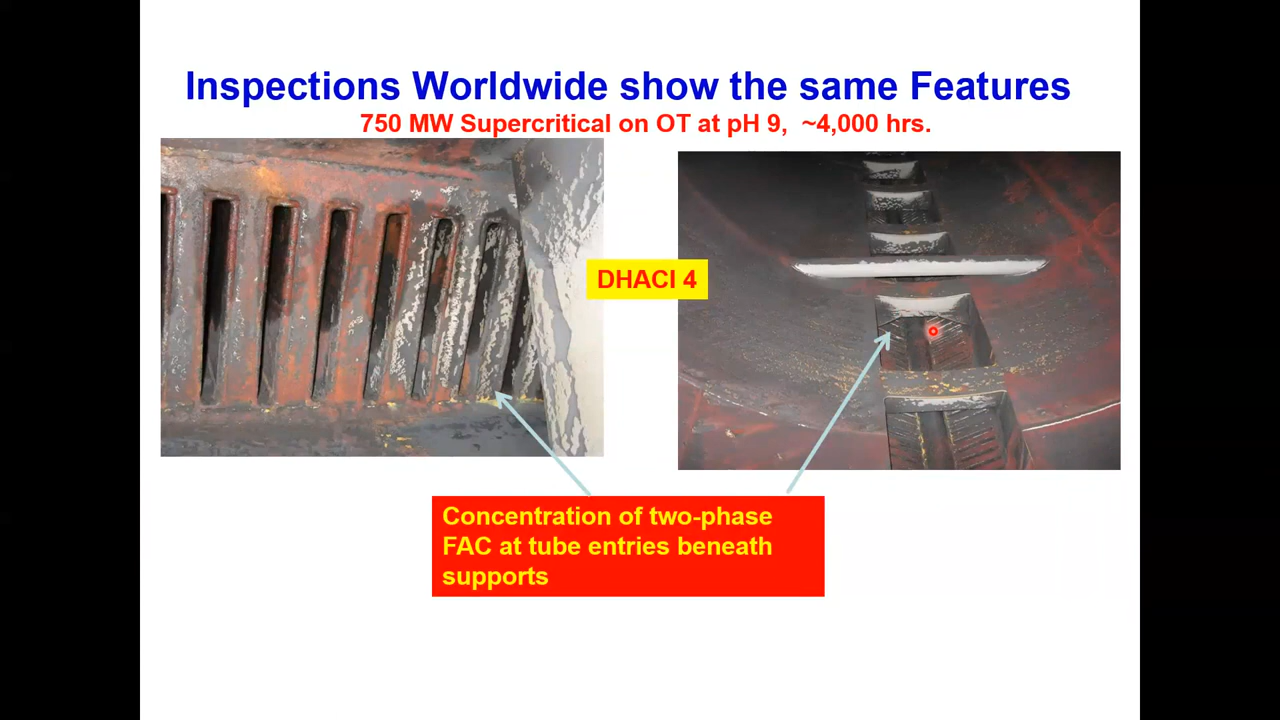 Inspections Worldwide show the same Features
750 MW Supercritical on OT at pH 9, ~4,000 hrs.
DHACI 4
Concentration of two-phase
FAC at tube entries beneath
supports